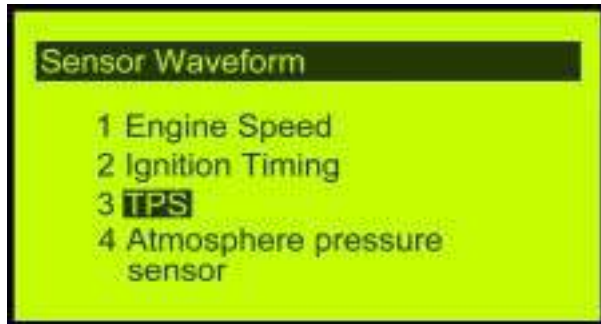 Sensor Waveform
1 Engine Speed
2 Ignition Timing
3 TPS
4 Atmosphere pressure
sensor